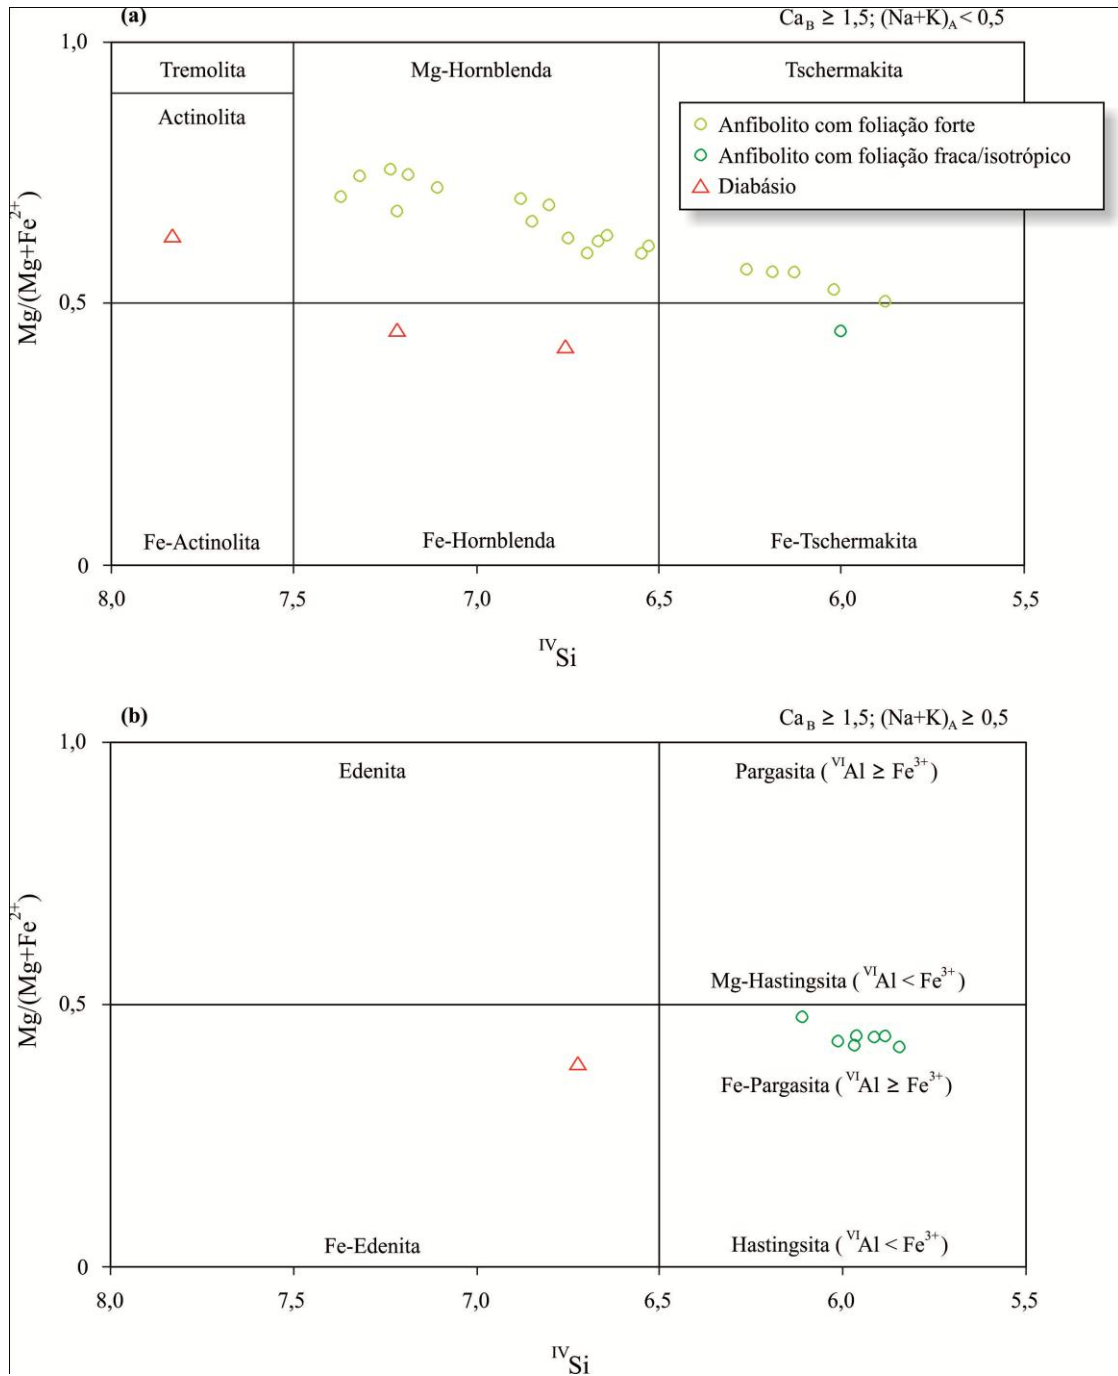 (a)
Ca_B ≥ 1,5; (Na+K)_A < 0,5
1,0
Tremolita
Mg-Hornblenda
Tschermakita
Actinolita
Anfibolito com foliação forte
Anfibolito com foliação fraca/isotrópico
Diabásio
Mg/(Mg+Fe²⁺)
0,5
Fe-Actinolita
Fe-Hornblenda
Fe-Tschermakita
0
8,0
7,5
7,0
6,5
6,0
5,5
ᴵⱽSi
(b)
Ca_B ≥ 1,5; (Na+K)_A ≥ 0,5
1,0
Edenita
Pargasita (ⱽᴵAl ≥ Fe³⁺)
Mg/(Mg+Fe²⁺)
Mg-Hastingsita (ⱽᴵAl < Fe³⁺)
0,5
Fe-Pargasita (ⱽᴵAl ≥ Fe³⁺)
Fe-Edenita
Hastingsita (ⱽᴵAl < Fe³⁺)
0
8,0
7,5
7,0
6,5
6,0
5,5
ᴵⱽSi